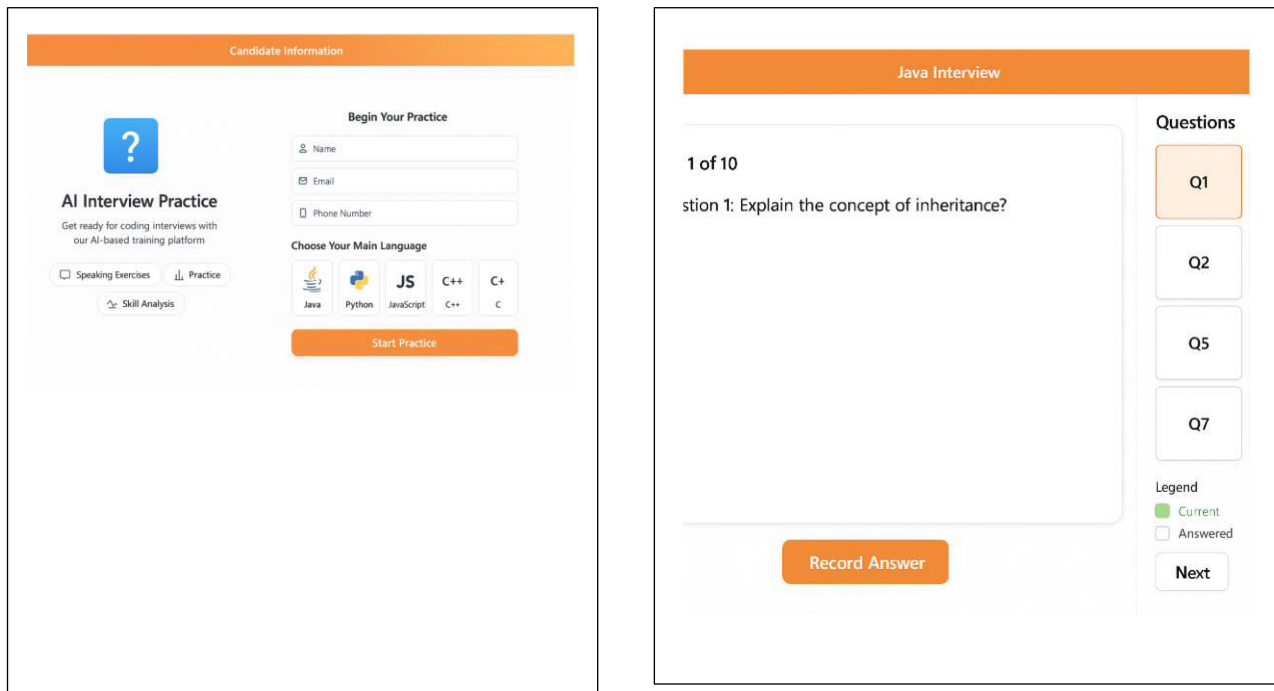 Candidate Information
?
AI Interview Practice
Get ready for coding interviews with
our AI-based training platform
Speaking Exercises
Practice
Skill Analysis
Begin Your Practice
Name
Email
Phone Number
Choose Your Main Language
JS C++ C+
Java Python JavaScript C++ C
Start Practice
Java Interview
1 of 10
stion 1: Explain the concept of inheritance?
Record Answer
Questions
Q1
Q2
Q5
Q7
Legend
Current
Answered
Next